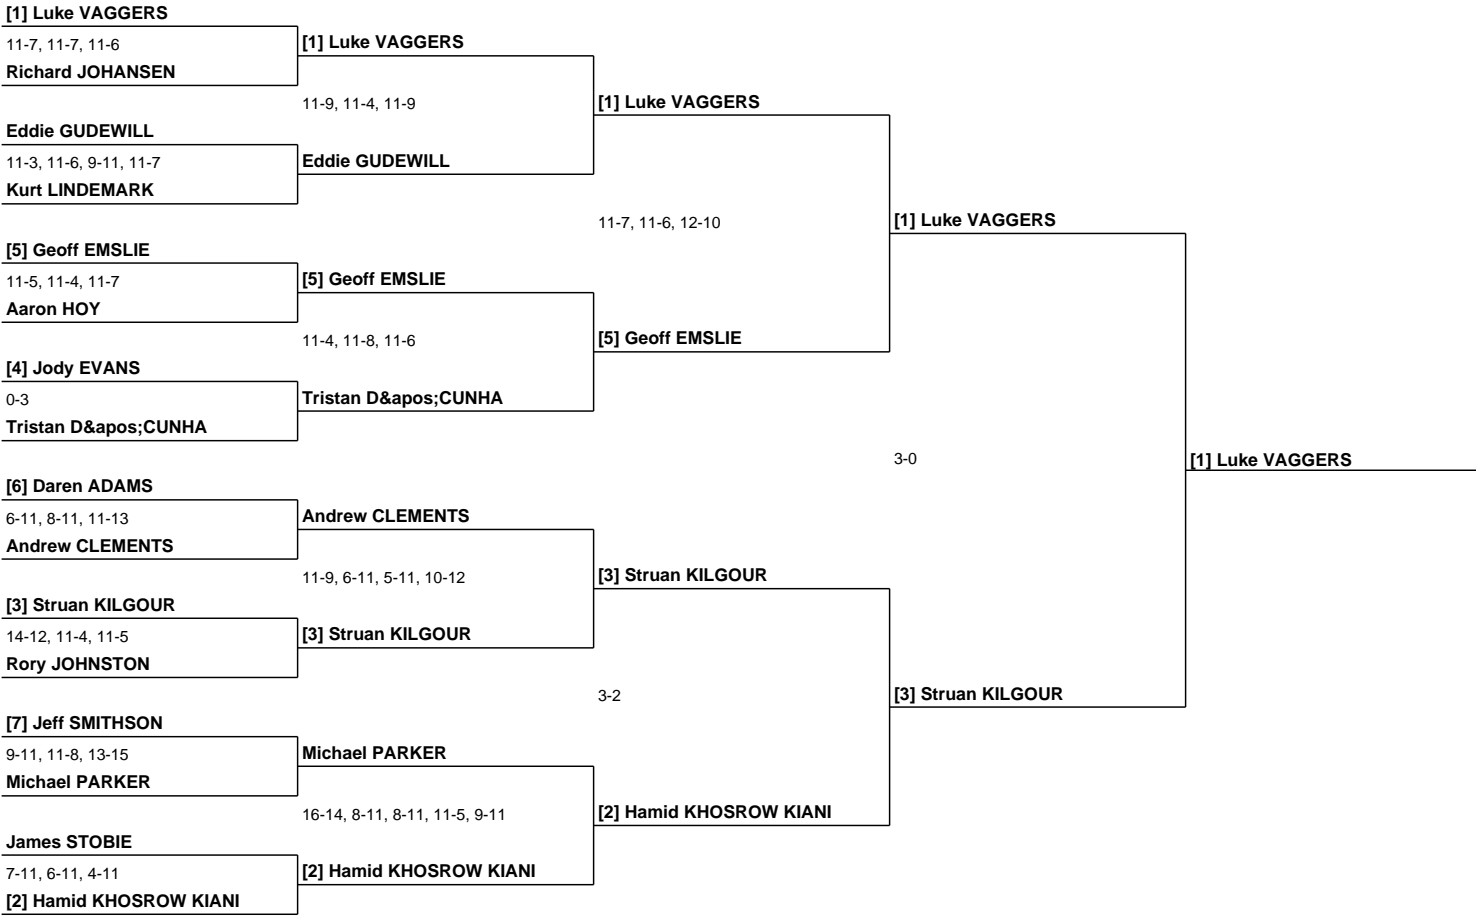 [1] Luke VAGGERS
11-7, 11-7, 11-6
Richard JOHANSEN
Eddie GUDEWILL
11-3, 11-6, 9-11, 11-7
Kurt LINDEMARK
[5] Geoff EMSLIE
11-5, 11-4, 11-7
Aaron HOY
[4] Jody EVANS
0-3
Tristan D&apos;CUNHA
[6] Daren ADAMS
6-11, 8-11, 11-13
Andrew CLEMENTS
[3] Struan KILGOUR
14-12, 11-4, 11-5
Rory JOHNSTON
[7] Jeff SMITHSON
9-11, 11-8, 13-15
Michael PARKER
James STOBIE
7-11, 6-11, 4-11
[2] Hamid KHOSROW KIANI
[1] Luke VAGGERS
11-9, 11-4, 11-9
Eddie GUDEWILL
[5] Geoff EMSLIE
11-4, 11-8, 11-6
Tristan D&apos;CUNHA
Andrew CLEMENTS
11-9, 6-11, 5-11, 10-12
[3] Struan KILGOUR
Michael PARKER
16-14, 8-11, 8-11, 11-5, 9-11
[2] Hamid KHOSROW KIANI
[1] Luke VAGGERS
11-7, 11-6, 12-10
[5] Geoff EMSLIE
[3] Struan KILGOUR
3-2
[2] Hamid KHOSROW KIANI
[1] Luke VAGGERS
3-0
[3] Struan KILGOUR
[1] Luke VAGGERS